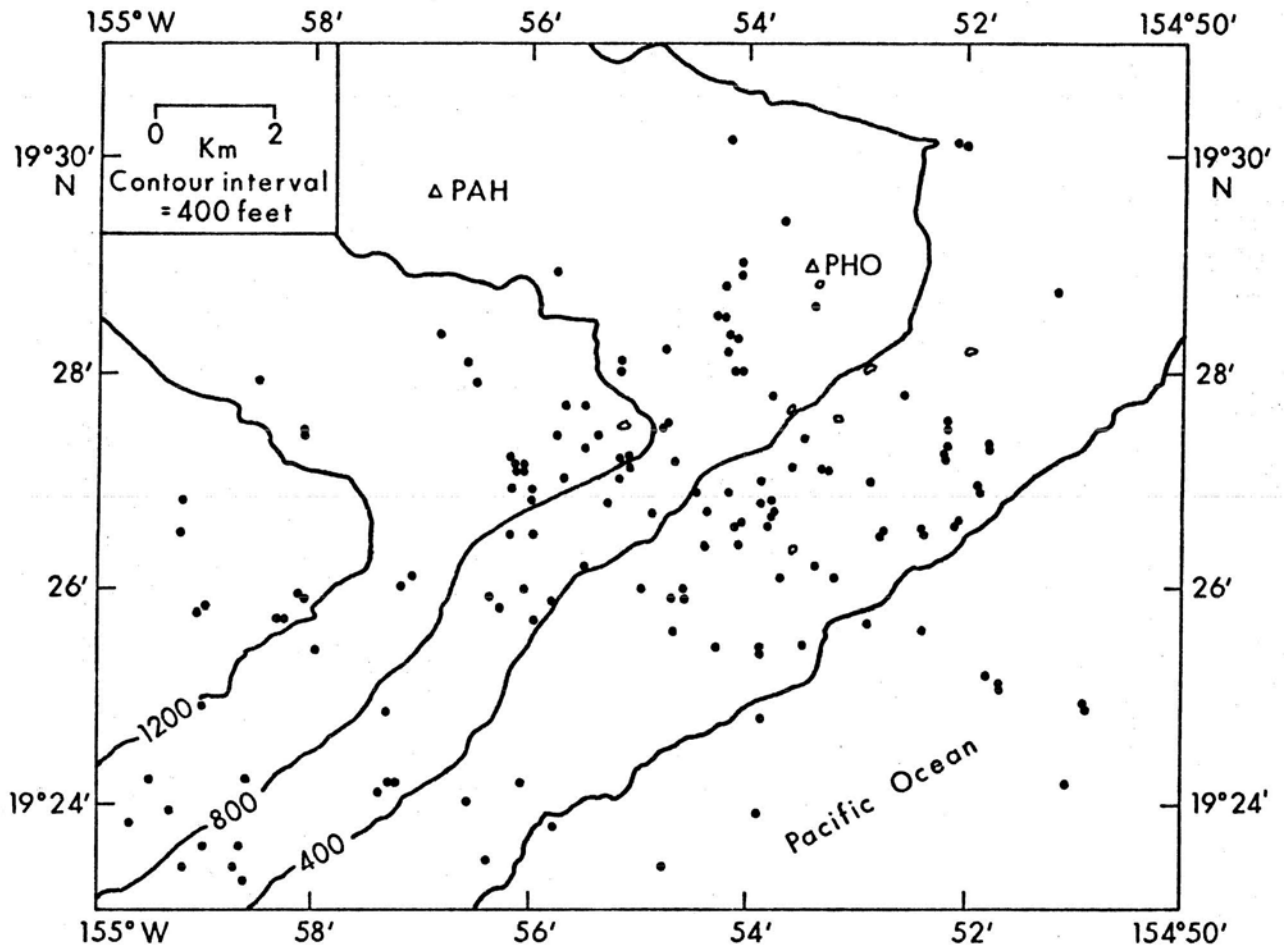 155° W 58' 56' 54' 52' 154°50'
0 2
Km
Contour interval
= 400 feet
19°30'
N
19°30'
N
PAH
PHO
28'
28'
26'
26'
1200
800
400
Pacific Ocean
19°24'
19°24'
155° W 58' 56' 54' 52' 154°50'